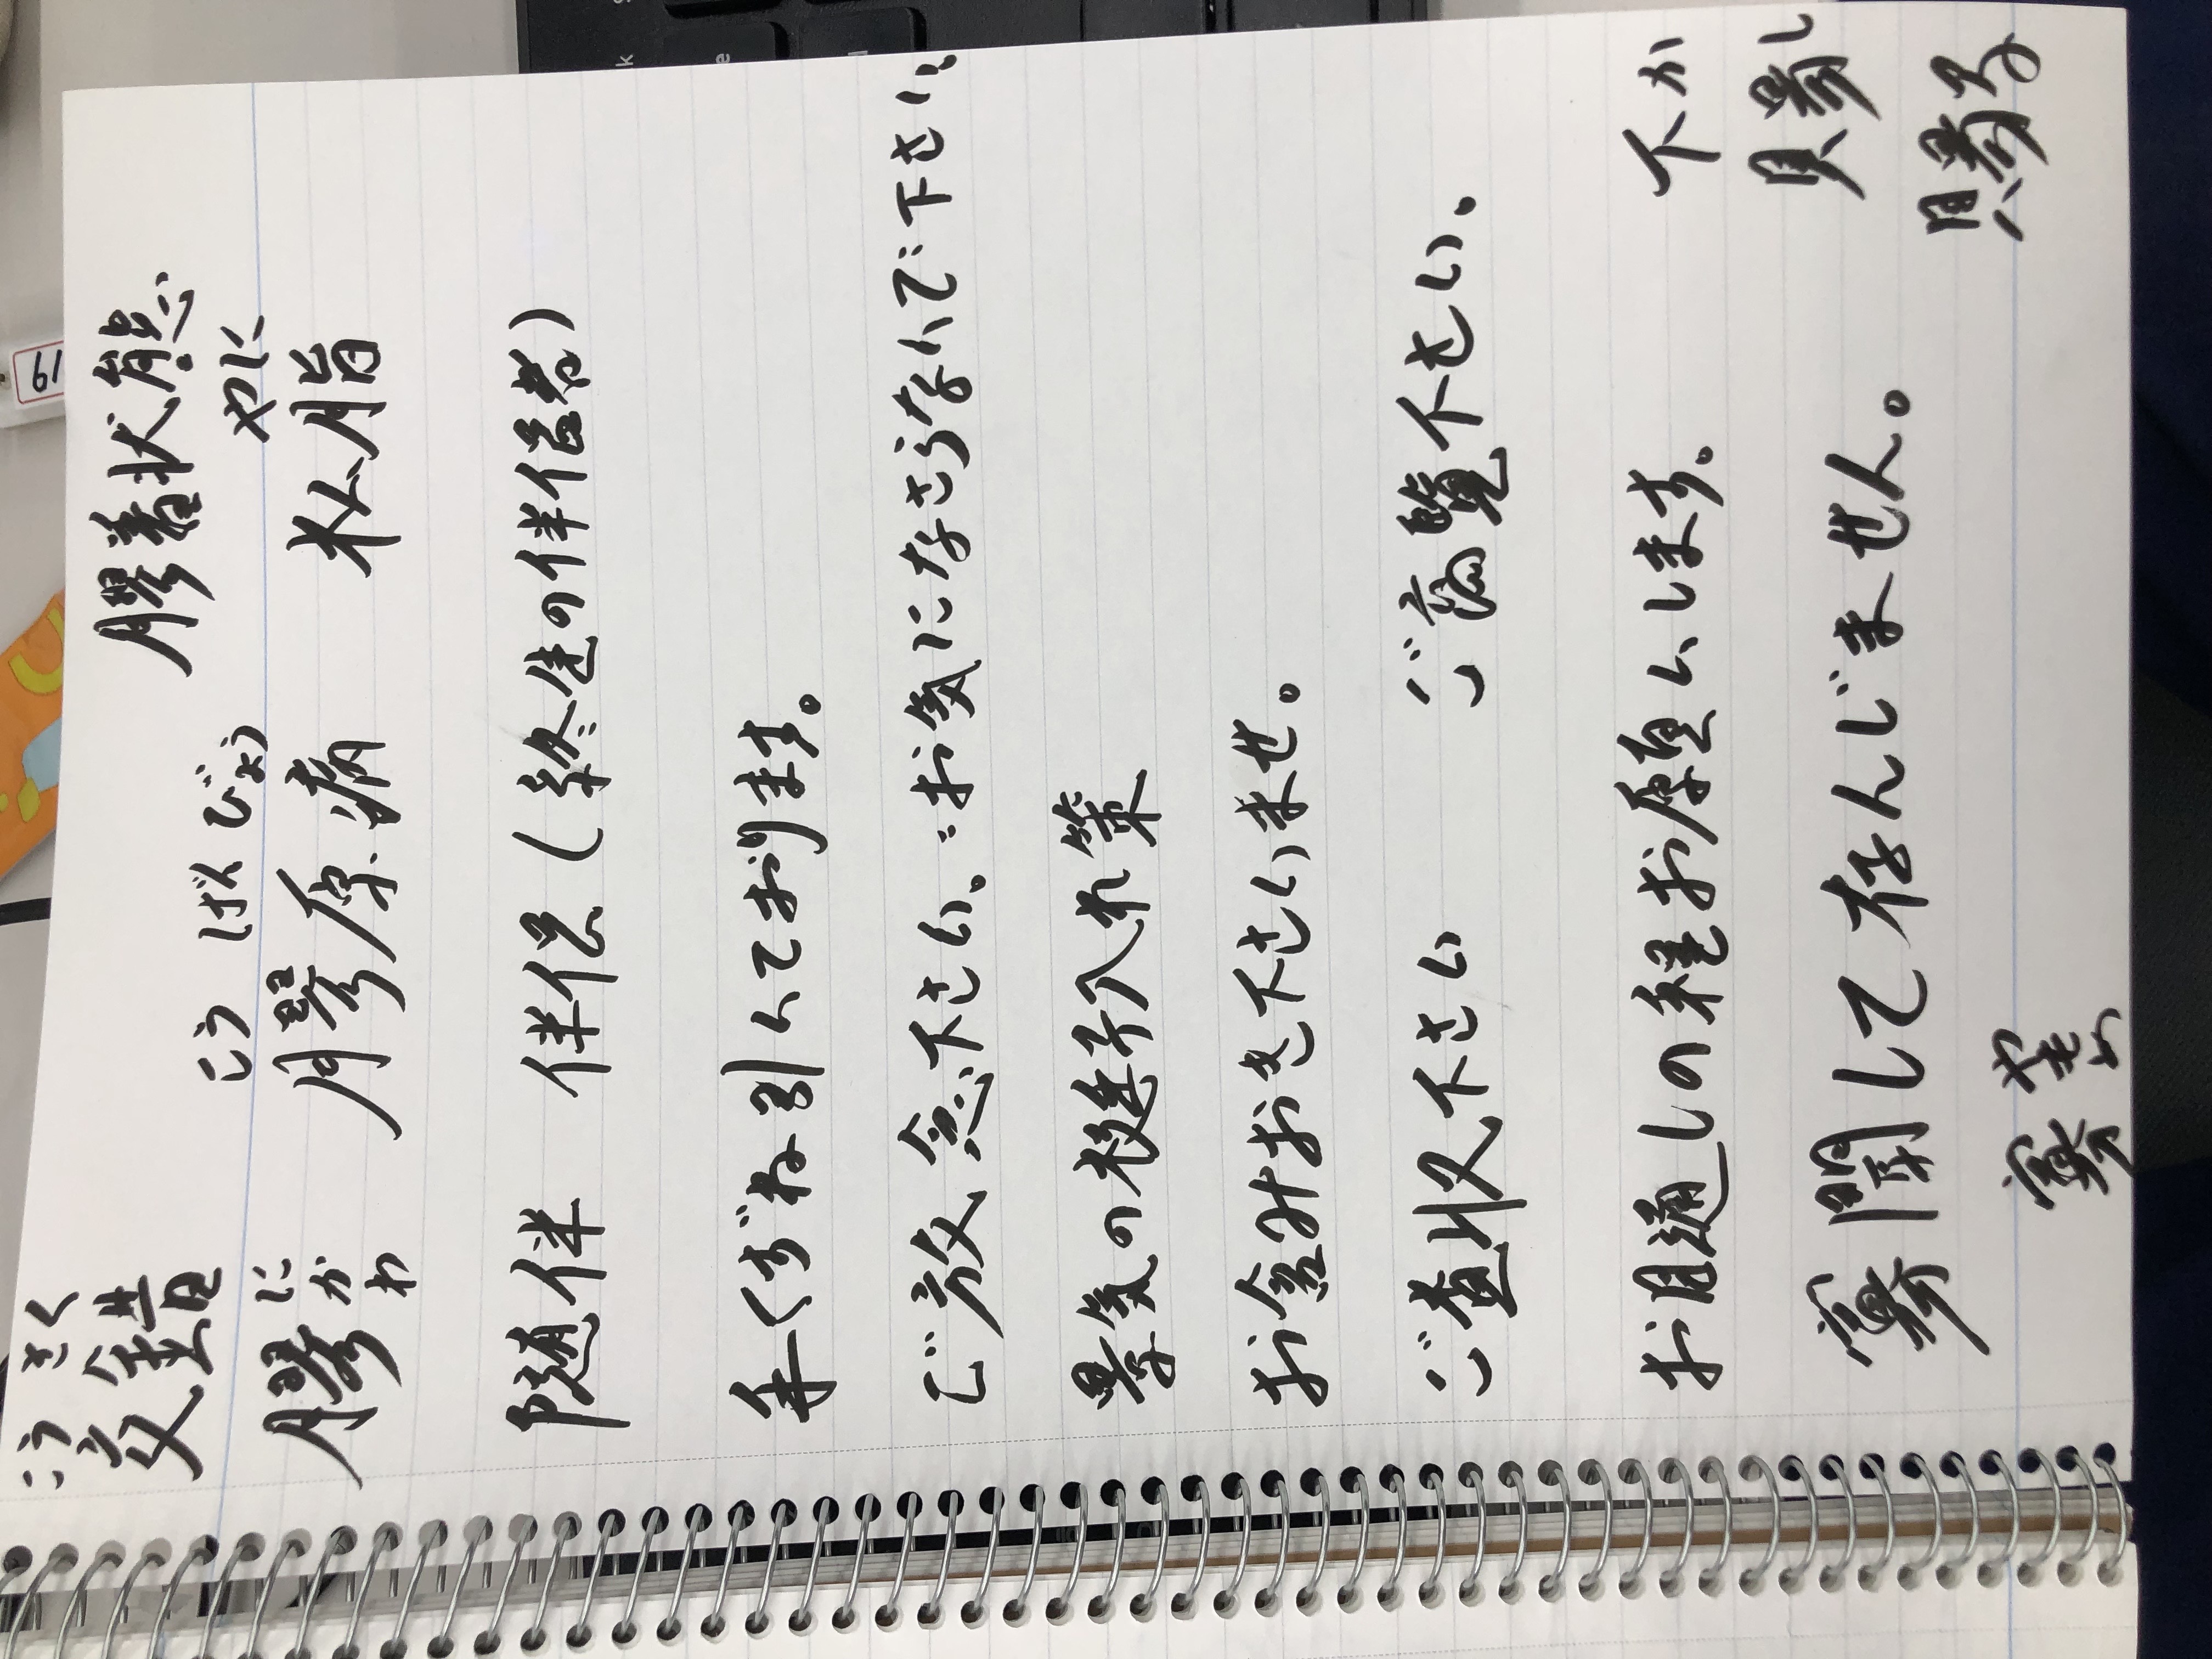 19
こう さく
交錯
膠着状態
こう げん びょう
やに
膠 にかわ
膠原病
松脂
随伴 伴侶(終生の伴侶者)
手くずね引いております。
ご放念下さい。:お気になさらないで下さい。
景気の梃子入れ策
お含みおき下さいませ。
ご査収下さい ご高覧下さい。
お目通しの程お願いします。
下か
賜し
賜る
寡聞して存じません。
寡 やもめ